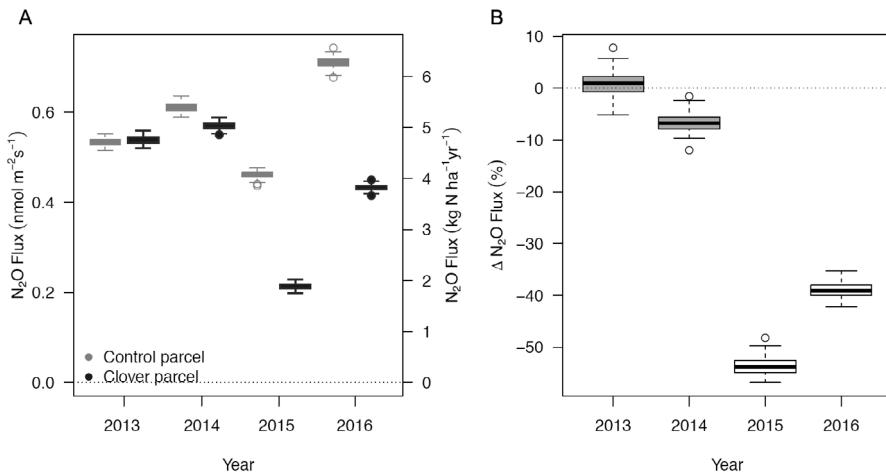 A
N₂O Flux (nmol m⁻²s⁻¹)
0.6
0.4
0.2
0.0
6
5
4
3
2
1
0
N₂O Flux (kg N ha⁻¹yr⁻¹)
Control parcel
Clover parcel
2013 2014 2015 2016
Year
B
Δ N₂O Flux (%)
10
0
−10
−20
−30
−40
−50
2013 2014 2015 2016
Year